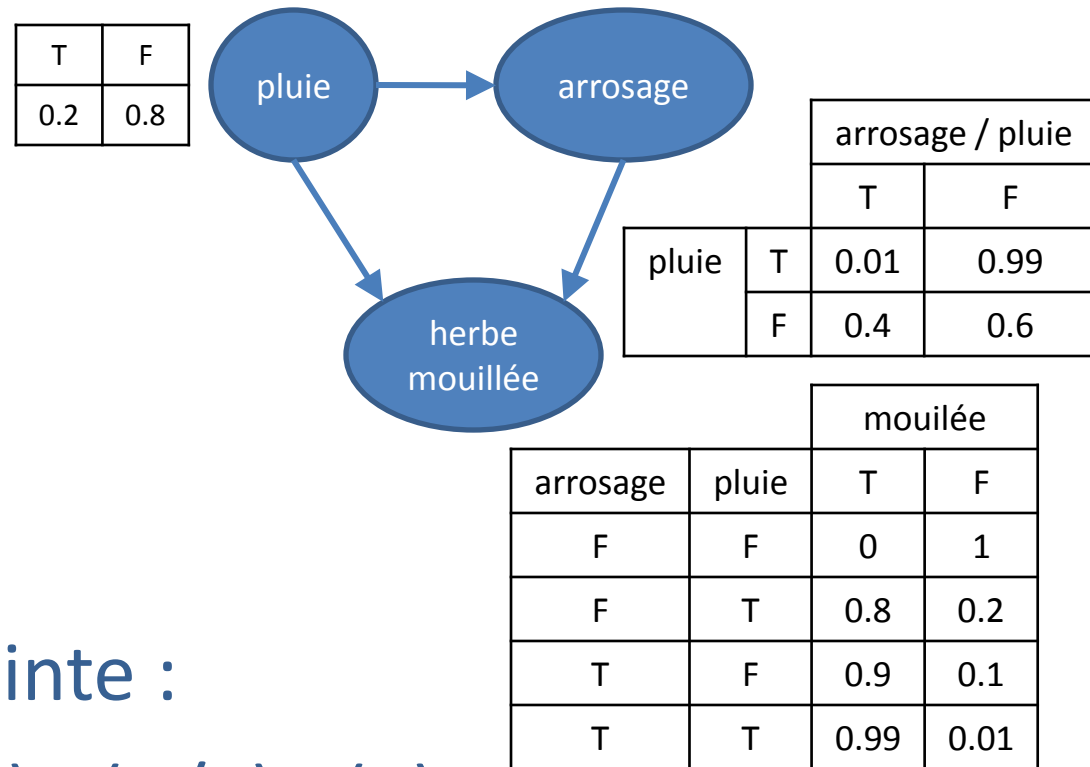 T F
0.2 0.8
pluie
arrosage
herbe
mouillée
arrosage / pluie
T F
pluie T 0.01 0.99
F 0.4 0.6
mouilée
arrosage pluie T F
F F 0 1
F T 0.8 0.2
T F 0.9 0.1
T T 0.99 0.01
inte :